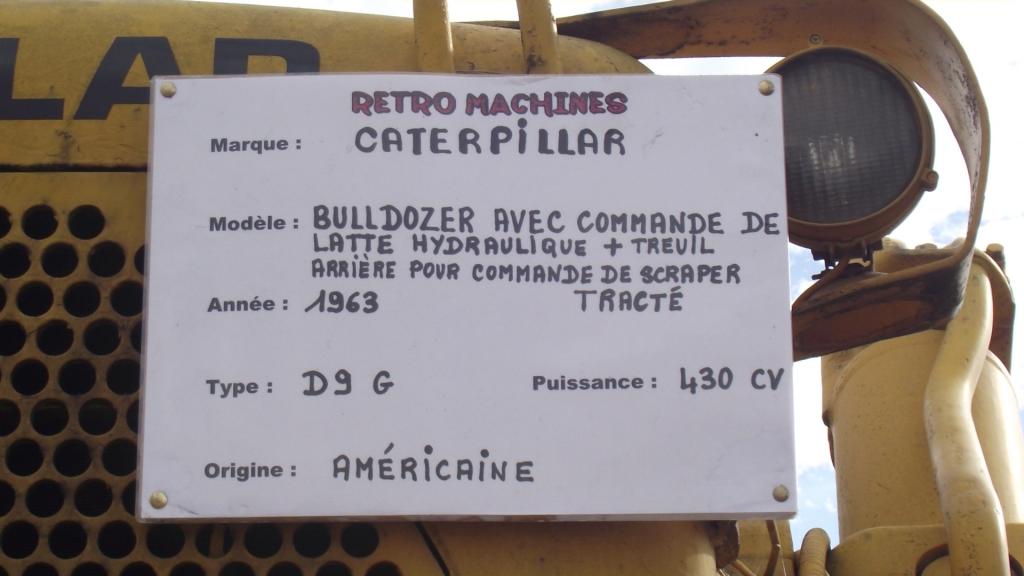 LAR
RETRO MACHINES
Marque : CATERPILLAR
Modèle : BULLDOZER AVEC COMMANDE DE
LATTE HYDRAULIQUE + TREUIL
ARRIÈRE POUR COMMANDE DE SCRAPER
TRACTÉ
Année : 1963
Type : D9 G Puissance : 430 CV
Origine : AMÉRICAINE